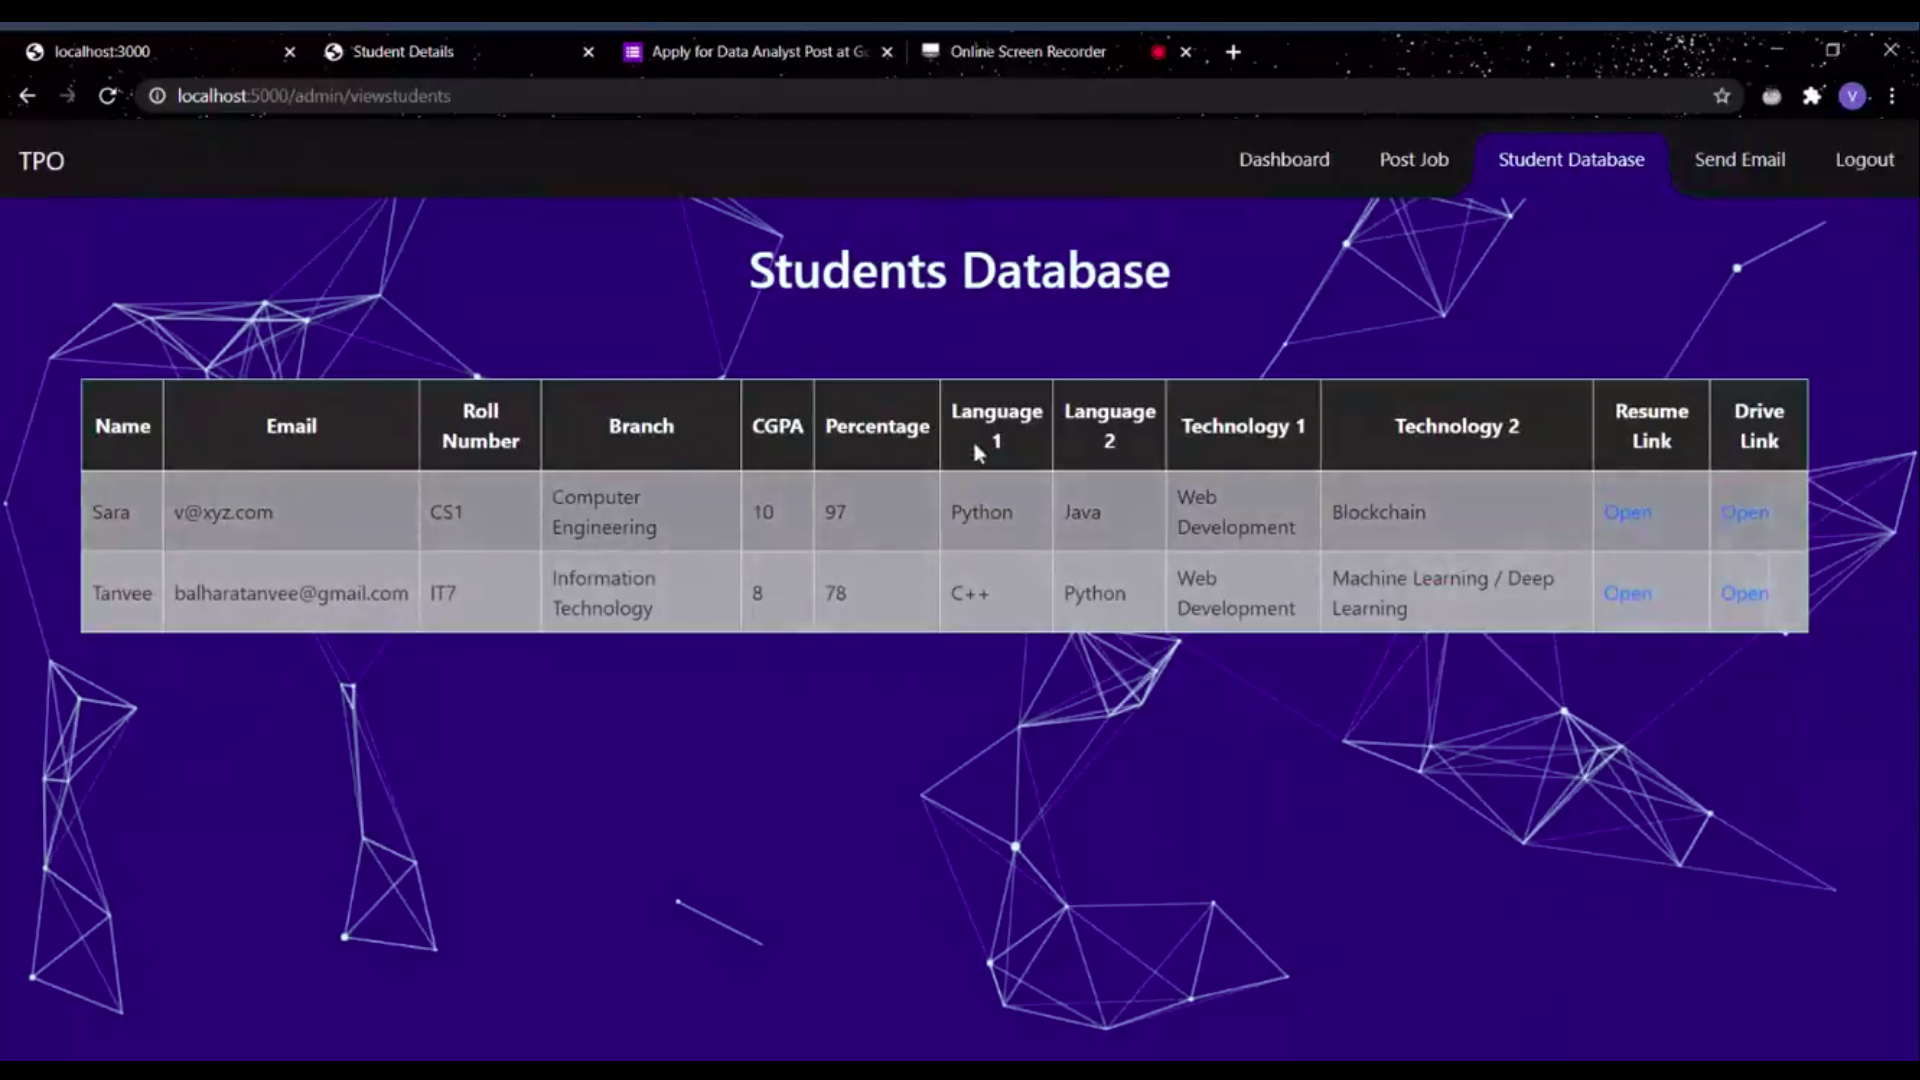 localhost:3000
Student Details
Apply for Data Analyst Post at G
Online Screen Recorder
localhost:5000/admin/viewstudents
V
TPO
Dashboard
Post Job
Student Database
Send Email
Logout
Students Database
Name Email Roll Number Branch CGPA Percentage Language 1 Language 2 Technology 1 Technology 2 Resume Link Drive Link
Sara v@xyz.com CS1 Computer Engineering 10 97 Python Java Web Development Blockchain Open Open
Tanvee balharatanvee@gmail.com IT7 Information Technology 8 78 C++ Python Web Development Machine Learning / Deep Learning Open Open